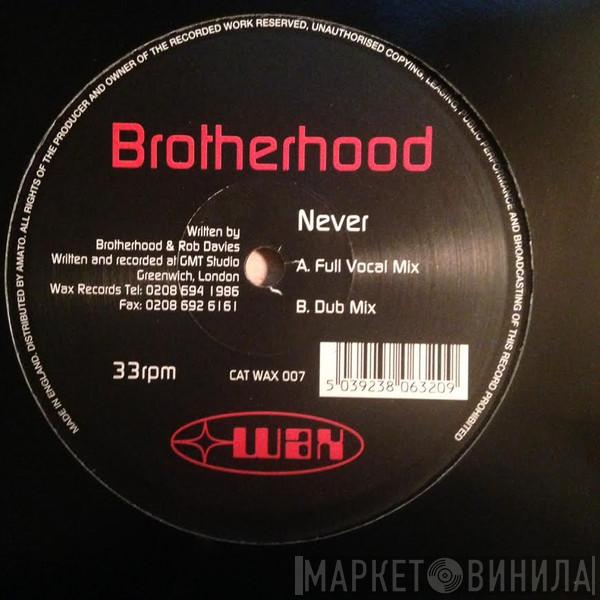 MADE IN ENGLAND. DISTRIBUTED BY AMATO. ALL RIGHTS OF THE PRODUCER AND OWNER OF THE RECORDED WORK RESERVED, UNAUTHORISED COPYING, LEASING, PUBLIC PERFORMANCE AND BROADCASTING OF THIS RECORD PROHIBITED
Brotherhood
Written by
Brotherhood & Rob Davies
Written and recorded at GMT Studio
Greenwich, London
Wax Records Tel: 0208 694 1986
Fax: 0208 692 6161
Never
A. Full Vocal Mix
B. Dub Mix
33rpm
CAT WAX 007
5 039238 063209
wax
МАРКЕТ ВИНИЛА